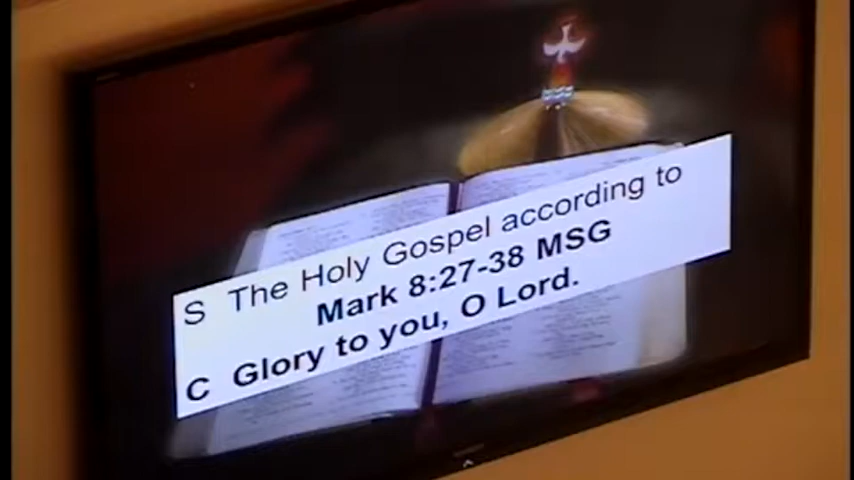 S The Holy Gospel according to
Mark 8:27-38 MSG
C Glory to you, O Lord.